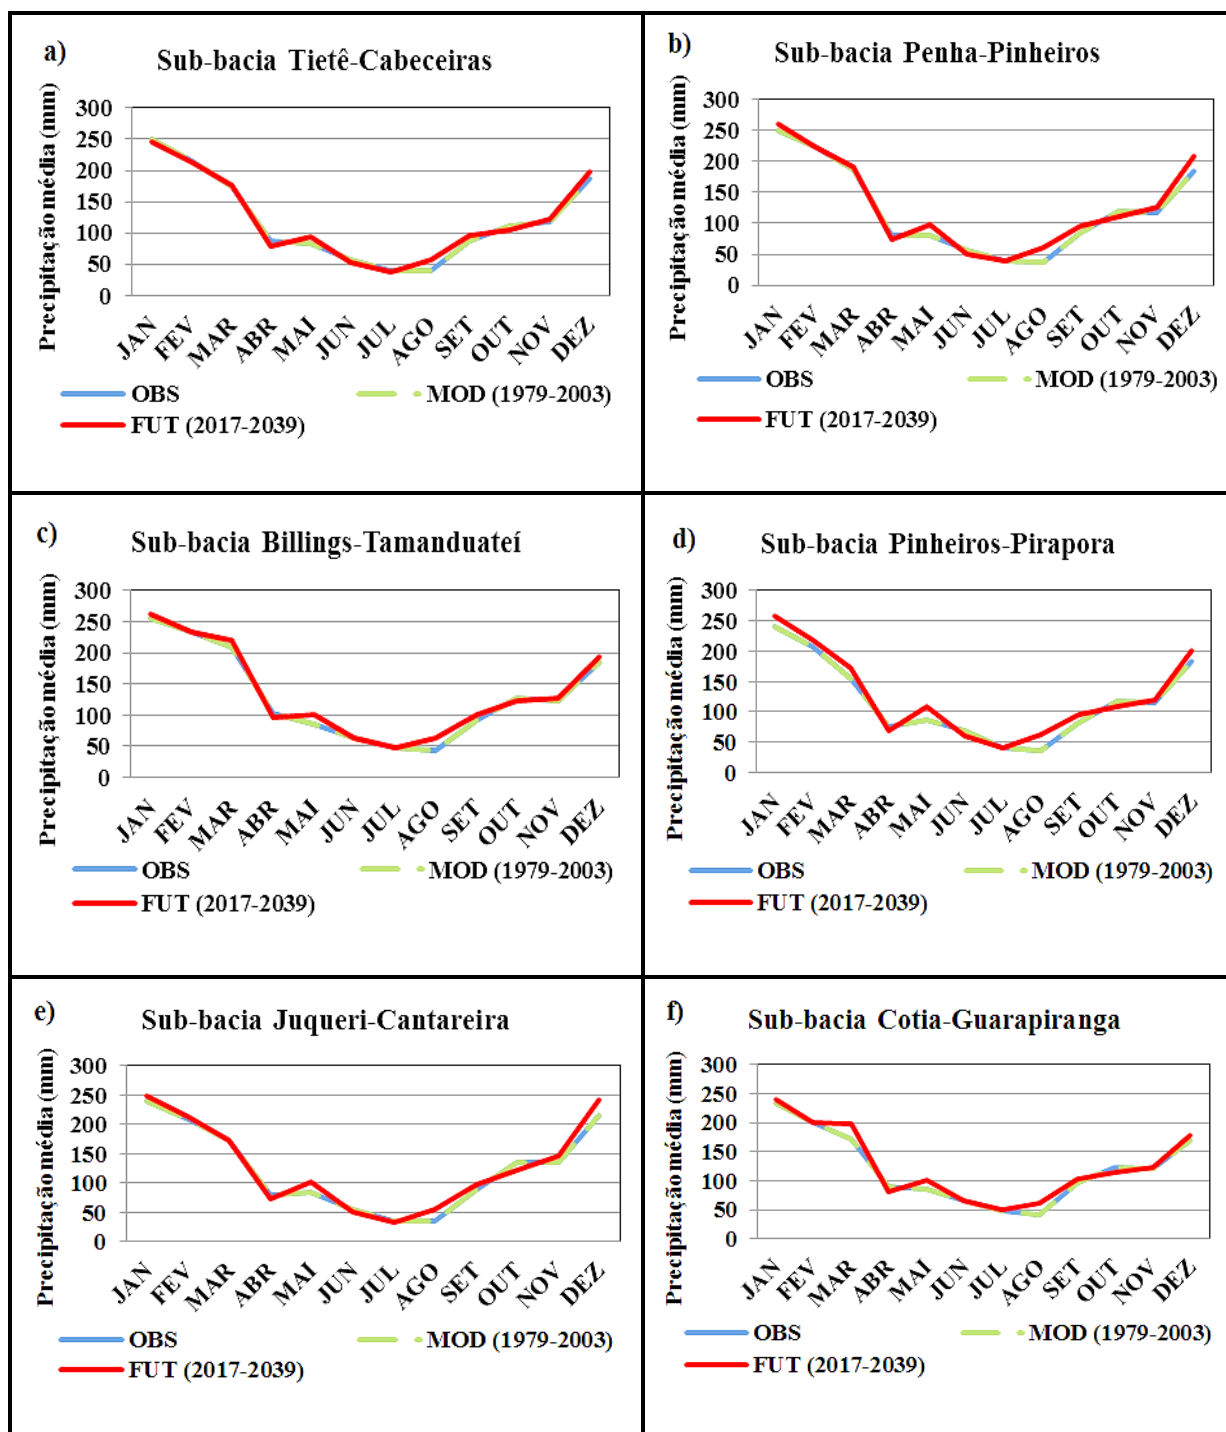 a)
Sub-bacia Tietê-Cabeceiras
Precipitação média (mm)
300
250
200
150
100
50
0
JAN FEV MAR ABR MAI JUN JUL AGO SET OUT NOV DEZ
OBS MOD (1979-2003)
FUT (2017-2039)
b)
Sub-bacia Penha-Pinheiros
Precipitação média (mm)
300
250
200
150
100
50
0
JAN FEV MAR ABR MAI JUN JUL AGO SET OUT NOV DEZ
OBS MOD (1979-2003)
FUT (2017-2039)
c)
Sub-bacia Billings-Tamanduateí
Precipitação média (mm)
300
250
200
150
100
50
0
JAN FEV MAR ABR MAI JUN JUL AGO SET OUT NOV DEZ
OBS MOD (1979-2003)
FUT (2017-2039)
d)
Sub-bacia Pinheiros-Pirapora
Precipitação média (mm)
300
250
200
150
100
50
0
JAN FEV MAR ABR MAI JUN JUL AGO SET OUT NOV DEZ
OBS MOD (1979-2003)
FUT (2017-2039)
e)
Sub-bacia Juqueri-Cantareira
Precipitação média (mm)
300
250
200
150
100
50
0
JAN FEV MAR ABR MAI JUN JUL AGO SET OUT NOV DEZ
OBS MOD (1979-2003)
FUT (2017-2039)
f)
Sub-bacia Cotia-Guarapiranga
Precipitação média (mm)
300
250
200
150
100
50
0
JAN FEV MAR ABR MAI JUN JUL AGO SET OUT NOV DEZ
OBS MOD (1979-2003)
FUT (2017-2039)